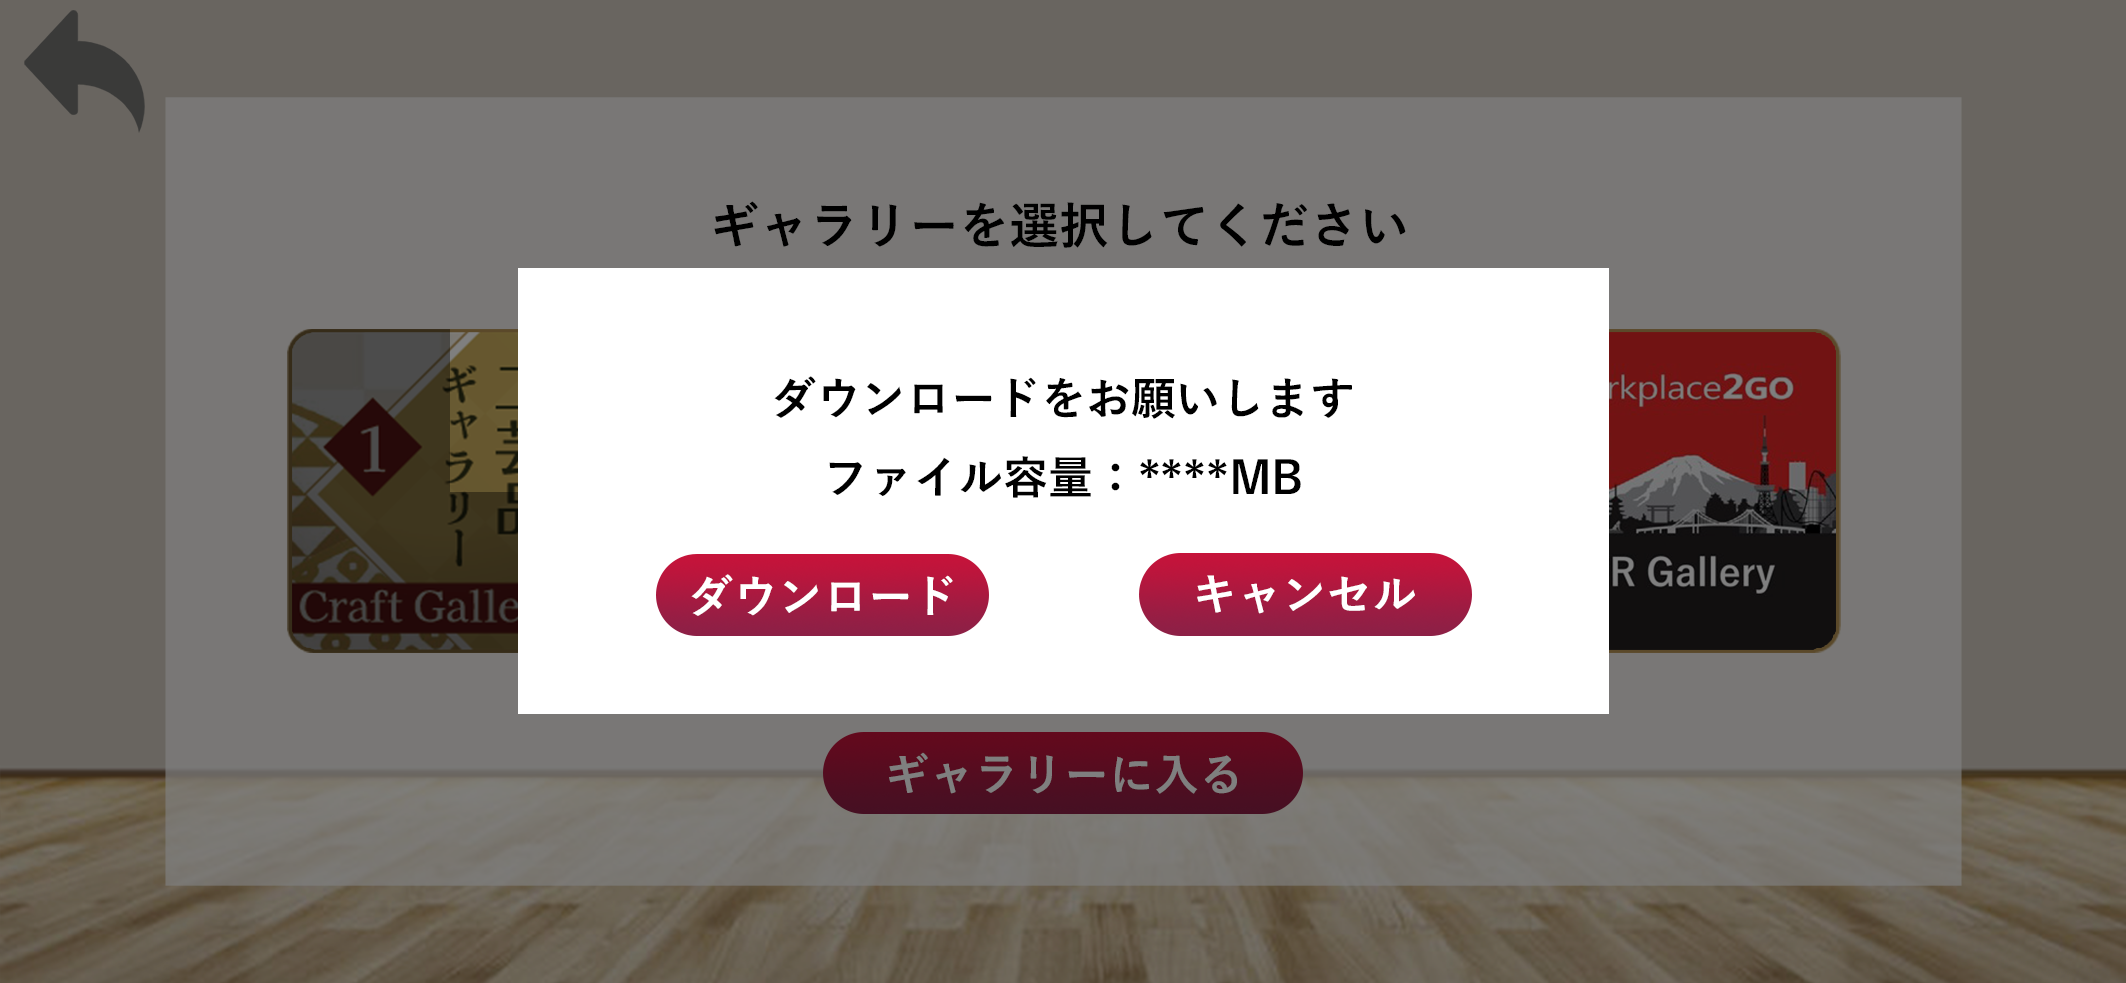 ギャラリーを選択してください
ギャラリー
1
Craft Galle
ダウンロードをお願いします
ファイル容量：****MB
ダウンロード
キャンセル
rkplace2GO
R Gallery
ギャラリーに入る